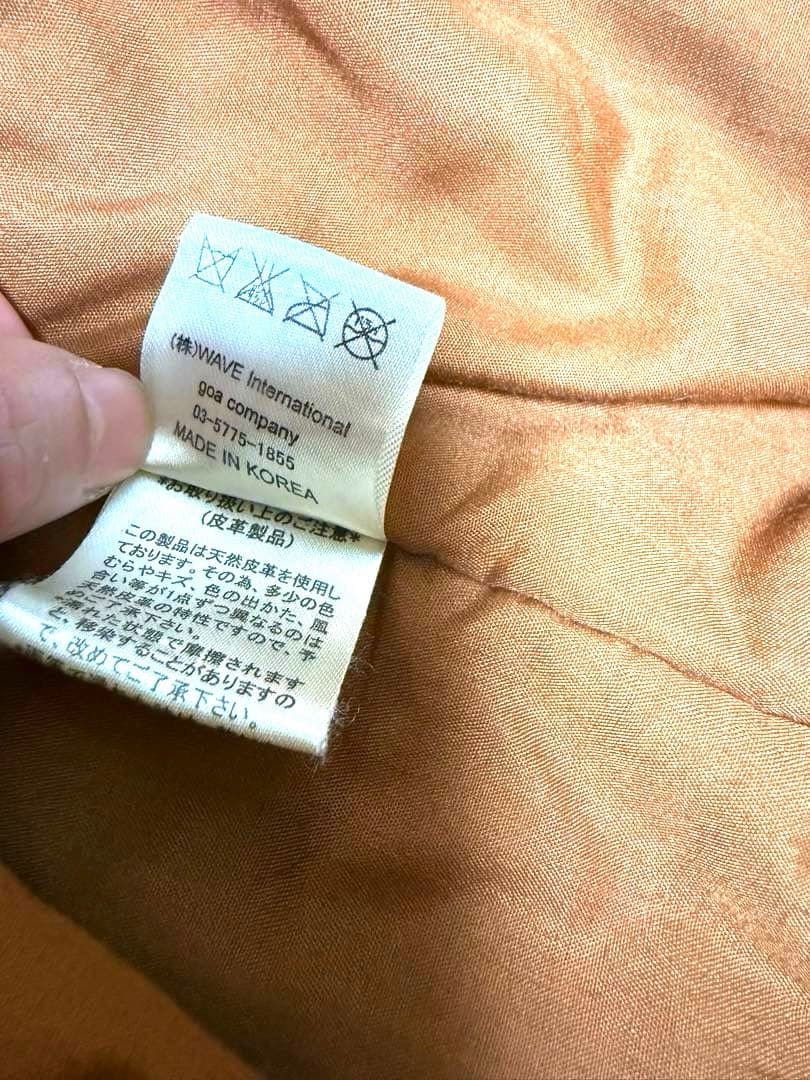 (株)WAVE International
goa company
03-5775-1855
MADE IN KOREA
*お取り扱い上のご注意*
(皮革製品)
この製品は天然皮革を使用し
ております。その為、多少の色
むらやキズ、色の出かた、風
合い等が1点ずつ異なるのは
天然皮革の特性ですので、予
めご了承下さい。
*濡れた状態で摩擦されます
と、移染することがありますの
で、改めてご了承下さい。